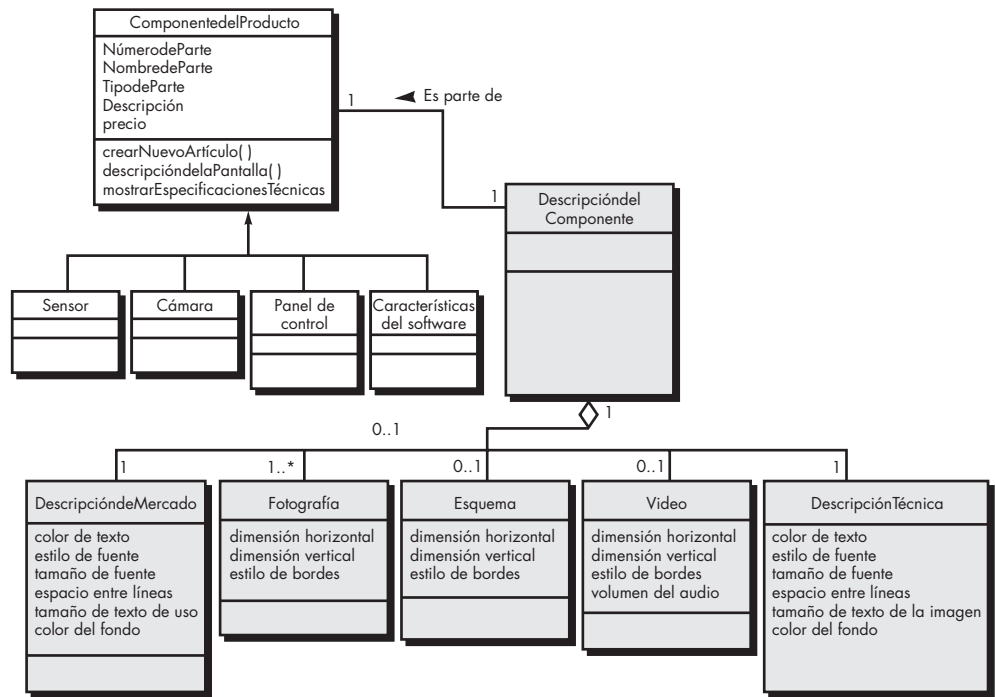 ComponentedelProducto
NúmerodeParte
NombredeParte
TipodeParte
Descripción
precio
crearNuevoArtículo( )
descripcióndelaPantalla( )
mostrarEspecificacionesTécnicas
1
Es parte de
1
Descripcióndel
Componente
Sensor
Cámara
Panel de
control
Características
del software
1
0..1
1
1..*
0..1
0..1
1
DescripcióndeMercado
color de texto
estilo de fuente
tamaño de fuente
espacio entre líneas
tamaño de texto de uso
color del fondo
Fotografía
dimensión horizontal
dimensión vertical
estilo de bordes
Esquema
dimensión horizontal
dimensión vertical
estilo de bordes
Video
dimensión horizontal
dimensión vertical
estilo de bordes
volumen del audio
DescripciónTécnica
color de texto
estilo de fuente
tamaño de fuente
espacio entre líneas
tamaño de texto de la imagen
color del fondo